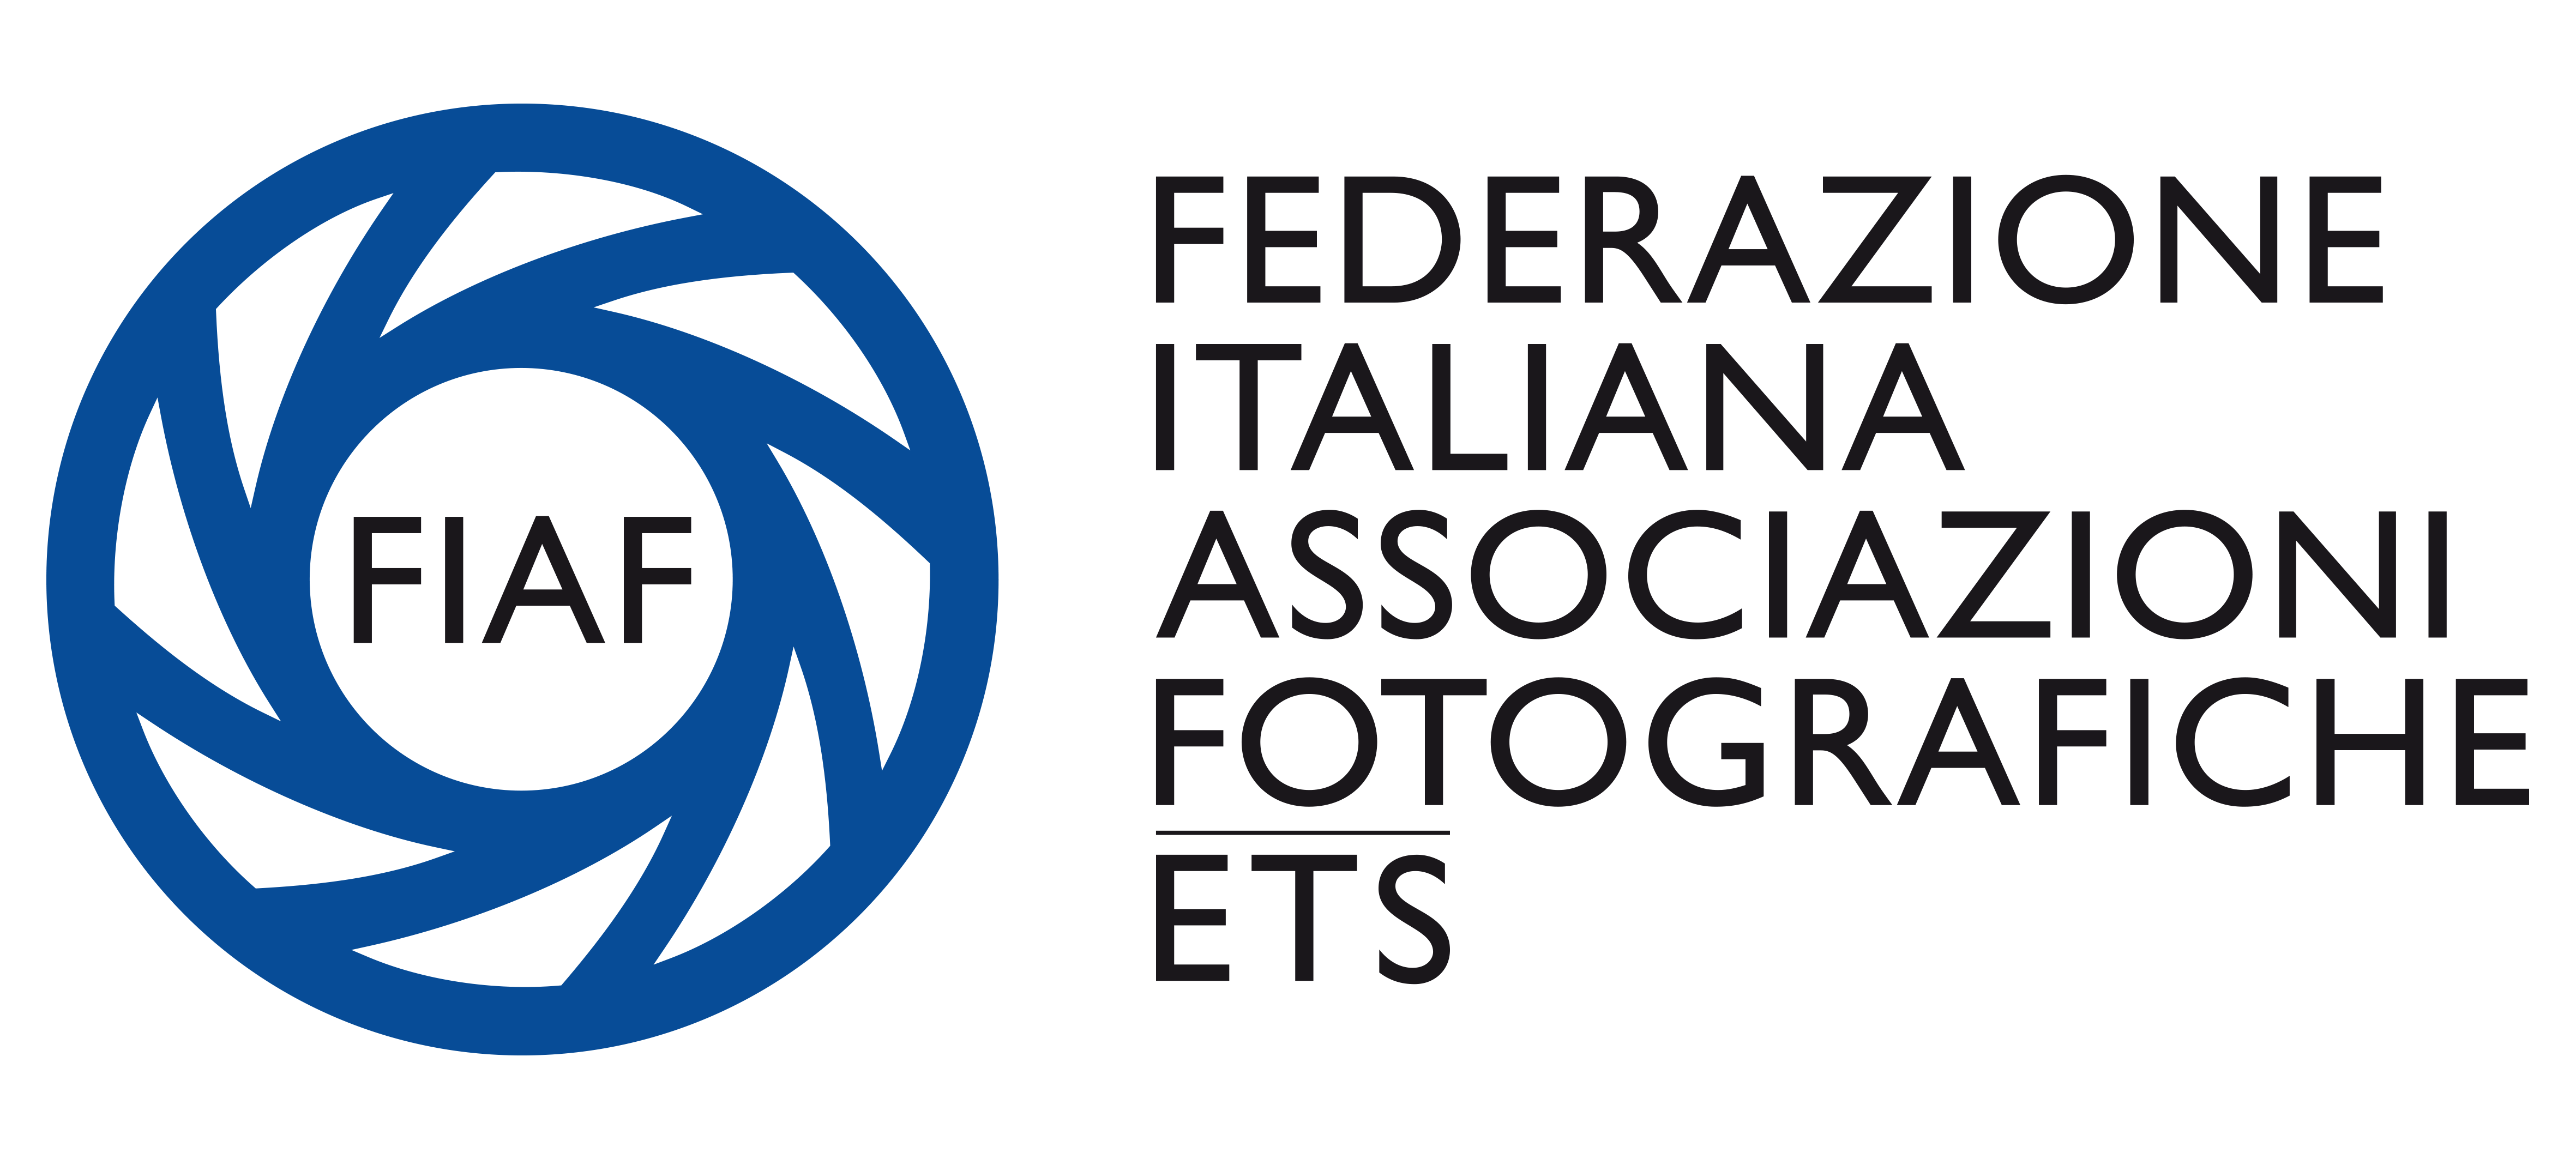 FIAF
FEDERAZIONE
ITALIANA
ASSOCIAZIONI
FOTOGRAFICHE
ETS